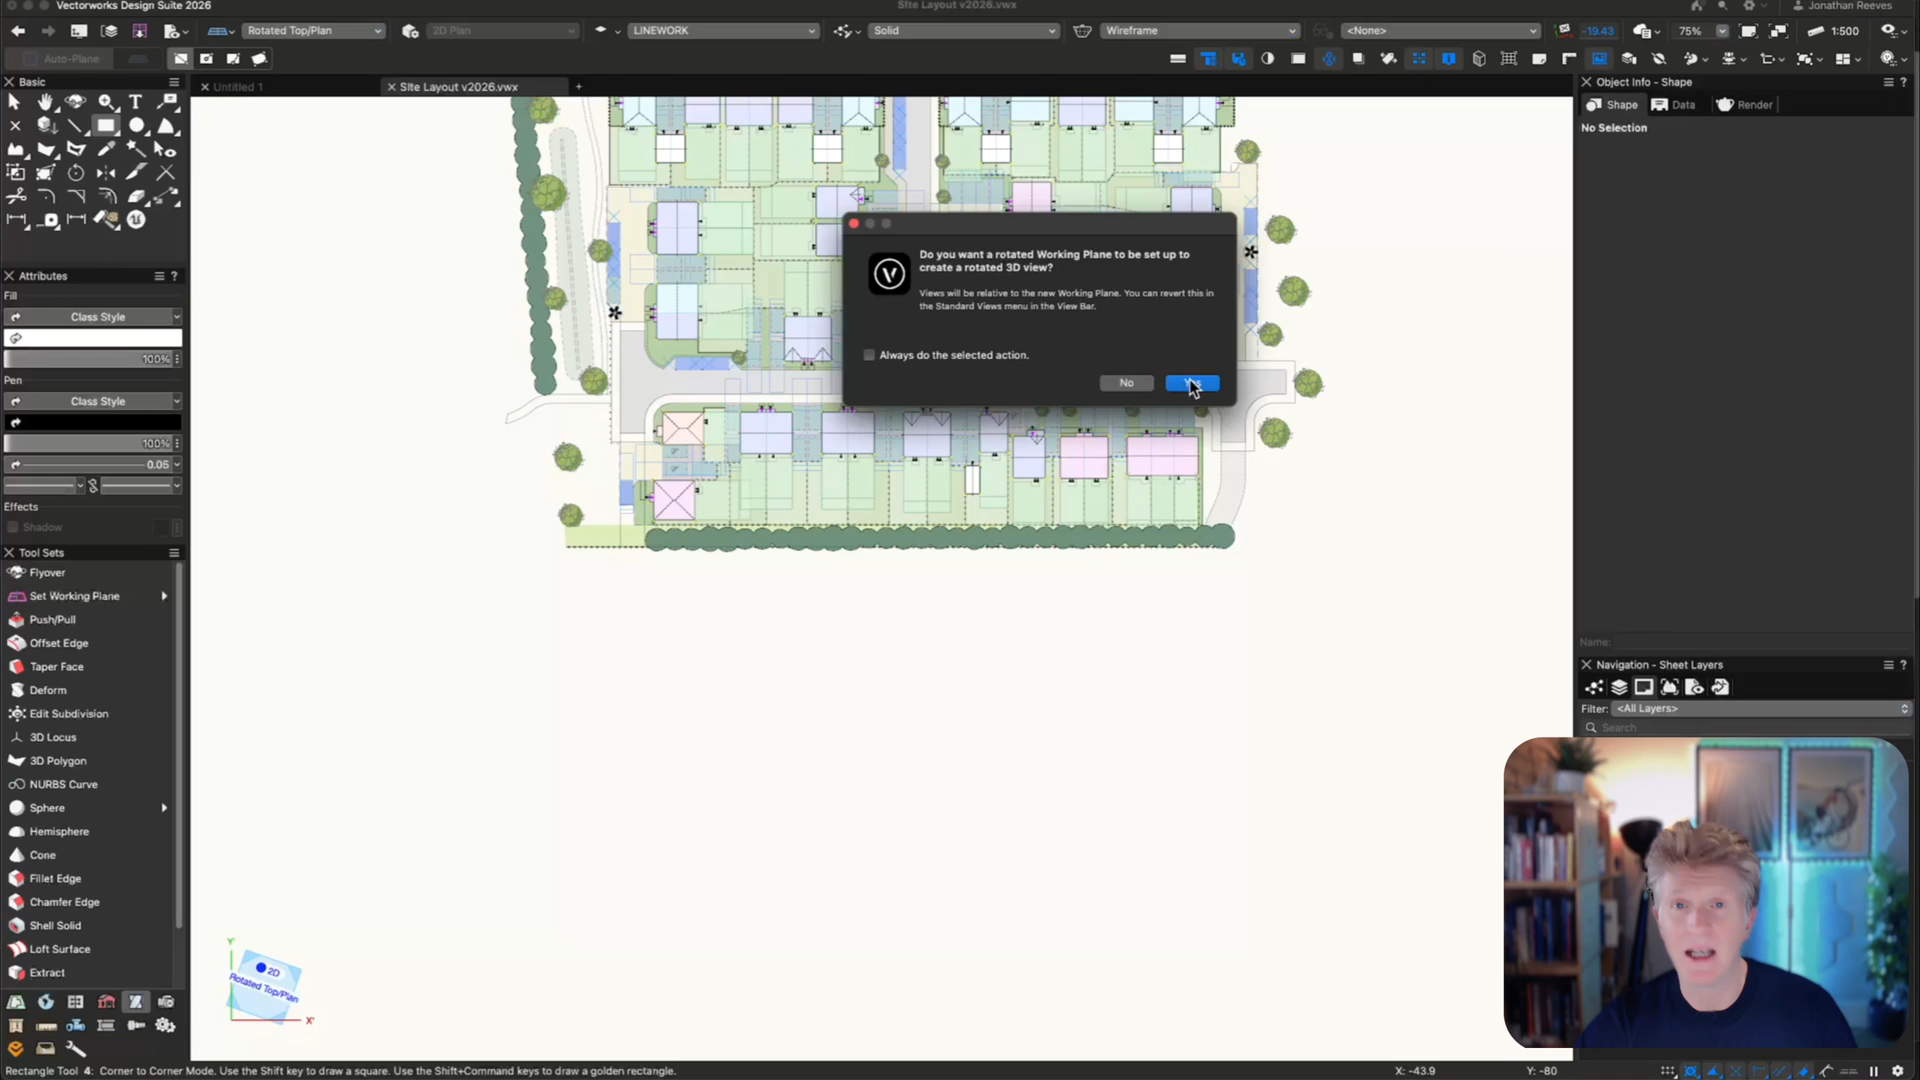 Vectorworks Design Suite 2026
Site Layout v2026.vwx
Jonathan Reeves
Rotated Top/Plan
2D Plan
LINEWORK
Solid
Wireframe
<None>
-19.43
75%
1:500
Auto-Plane
Basic
Untitled 1
Site Layout v2026.vwx
Object Info - Shape
Shape
Data
Render
No Selection
Do you want a rotated Working Plane to be set up to
create a rotated 3D view?
Views will be relative to the new Working Plane. You can revert this in
the Standard Views menu in the View Bar.
Always do the selected action.
No
Yes
Attributes
Fill
Class Style
100%
Pen
Class Style
100%
0.05
Effects
Shadow
Tool Sets
Flyover
Set Working Plane
Push/Pull
Offset Edge
Taper Face
Deform
Edit Subdivision
3D Locus
3D Polygon
NURBS Curve
Sphere
Hemisphere
Cone
Fillet Edge
Chamfer Edge
Shell Solid
Loft Surface
Extract
Name:
Navigation - Sheet Layers
Filter: <All Layers>
Search
Y'
2D
Rotated Top/Plan
X'
Rectangle Tool 4: Corner to Corner Mode. Use the Shift key to draw a square. Use the Shift+Command keys to draw a golden rectangle.
X: -43.9
Y: -80